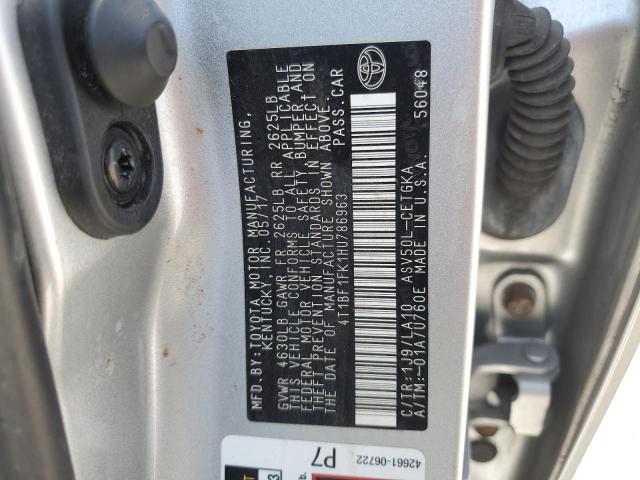 MFD.BY:TOYOTA MOTOR MANUFACTURING,
KENTUCKY, INC. 05/17
GVWR 4630LB GAWR FR 2625LB RR 2625LB
THIS VEHICLE CONFORMS TO ALL APPLICABLE
FEDERAL MOTOR VEHICLE SAFETY BUMPER, AND
THEFT PREVENTION STANDARDS IN EFFECT ON
THE DATE OF MANUFACTURE SHOWN ABOVE.
4T1BF1FK1HU786963 PASS.CAR
C/TR:1J9/LA10 ASV50L-CETGKA
A/TM:-01A/U760E MADE IN U.S.A. 56048
P7
42661-06722